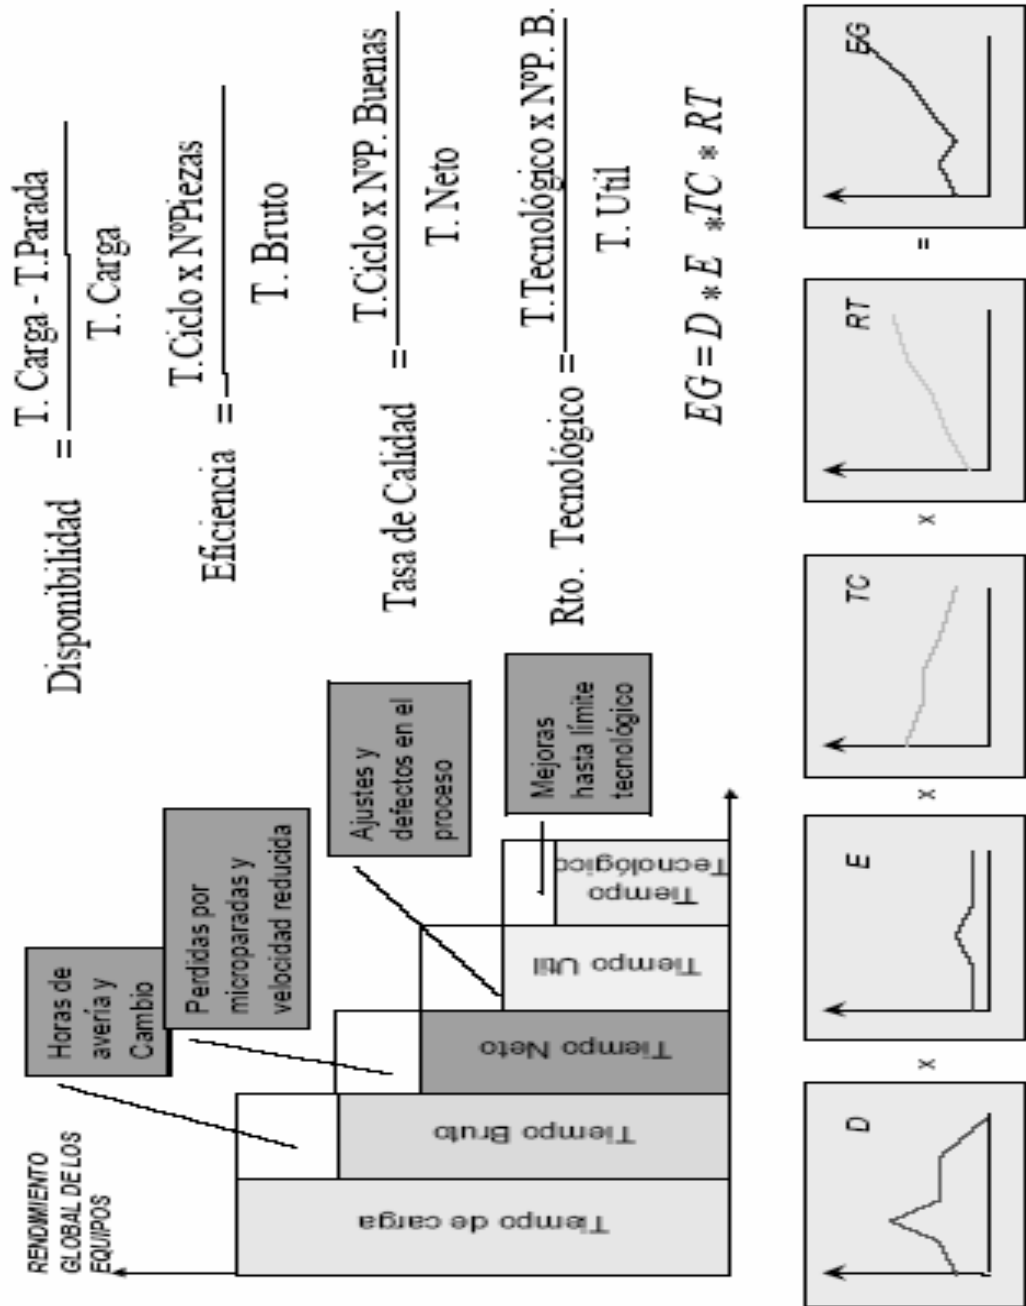 RENDIMIENTO
GLOBAL DE LOS
EQUIPOS
Horas de
avería y
Cambio
Perdidas por
microparadas y
velocidad reducida
Ajustes y
defectos en el
proceso
Mejoras
hasta límite
tecnológico
Tiempo de carga
Tiempo Bruto
Tiempo Neto
Tiempo Util
Tiempo
Tecnológico
Disponibilidad = T. Carga - T.Parada
T. Carga
Eficiencia = T.Ciclo x NºPiezas
T. Bruto
Tasa de Calidad = T.Ciclo x NºP. Buenas
T. Neto
Rto. Tecnológico = T.Tecnológico x NºP. B.
T. Util
EG = D * E * TC * RT
D x E x TC x RT = EG